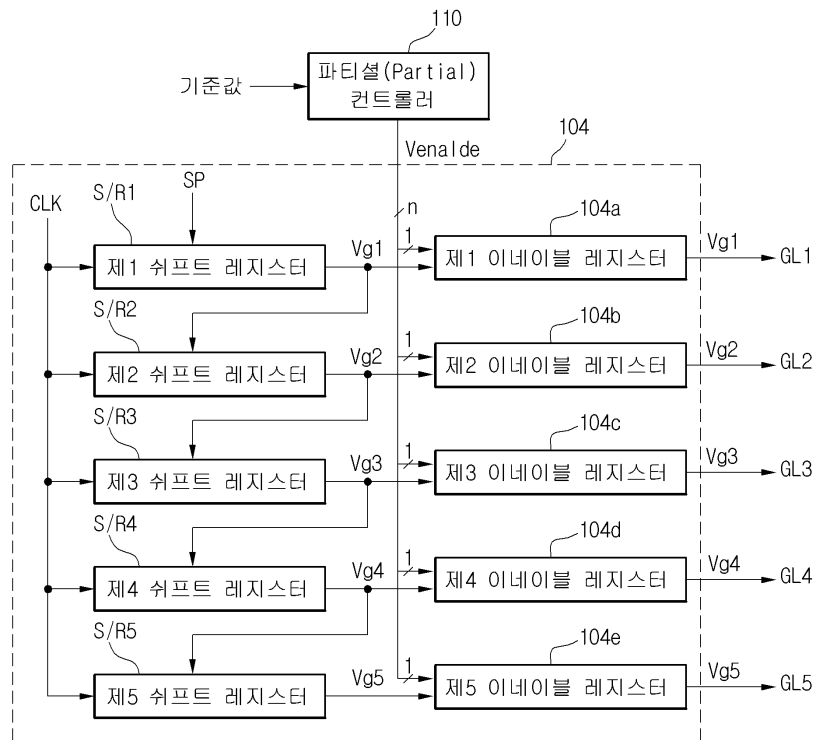 110
기준값
파티셜(Partial)
컨트롤러
Venalde
104
CLK
S/R1
SP
n
104a
제1 쉬프트 레지스터
Vg1
1
제1 이네이블 레지스터
Vg1
GL1
S/R2
104b
제2 쉬프트 레지스터
Vg2
1
제2 이네이블 레지스터
Vg2
GL2
S/R3
104c
제3 쉬프트 레지스터
Vg3
1
제3 이네이블 레지스터
Vg3
GL3
S/R4
104d
제4 쉬프트 레지스터
Vg4
1
제4 이네이블 레지스터
Vg4
GL4
S/R5
104e
제5 쉬프트 레지스터
Vg5
1
제5 이네이블 레지스터
Vg5
GL5